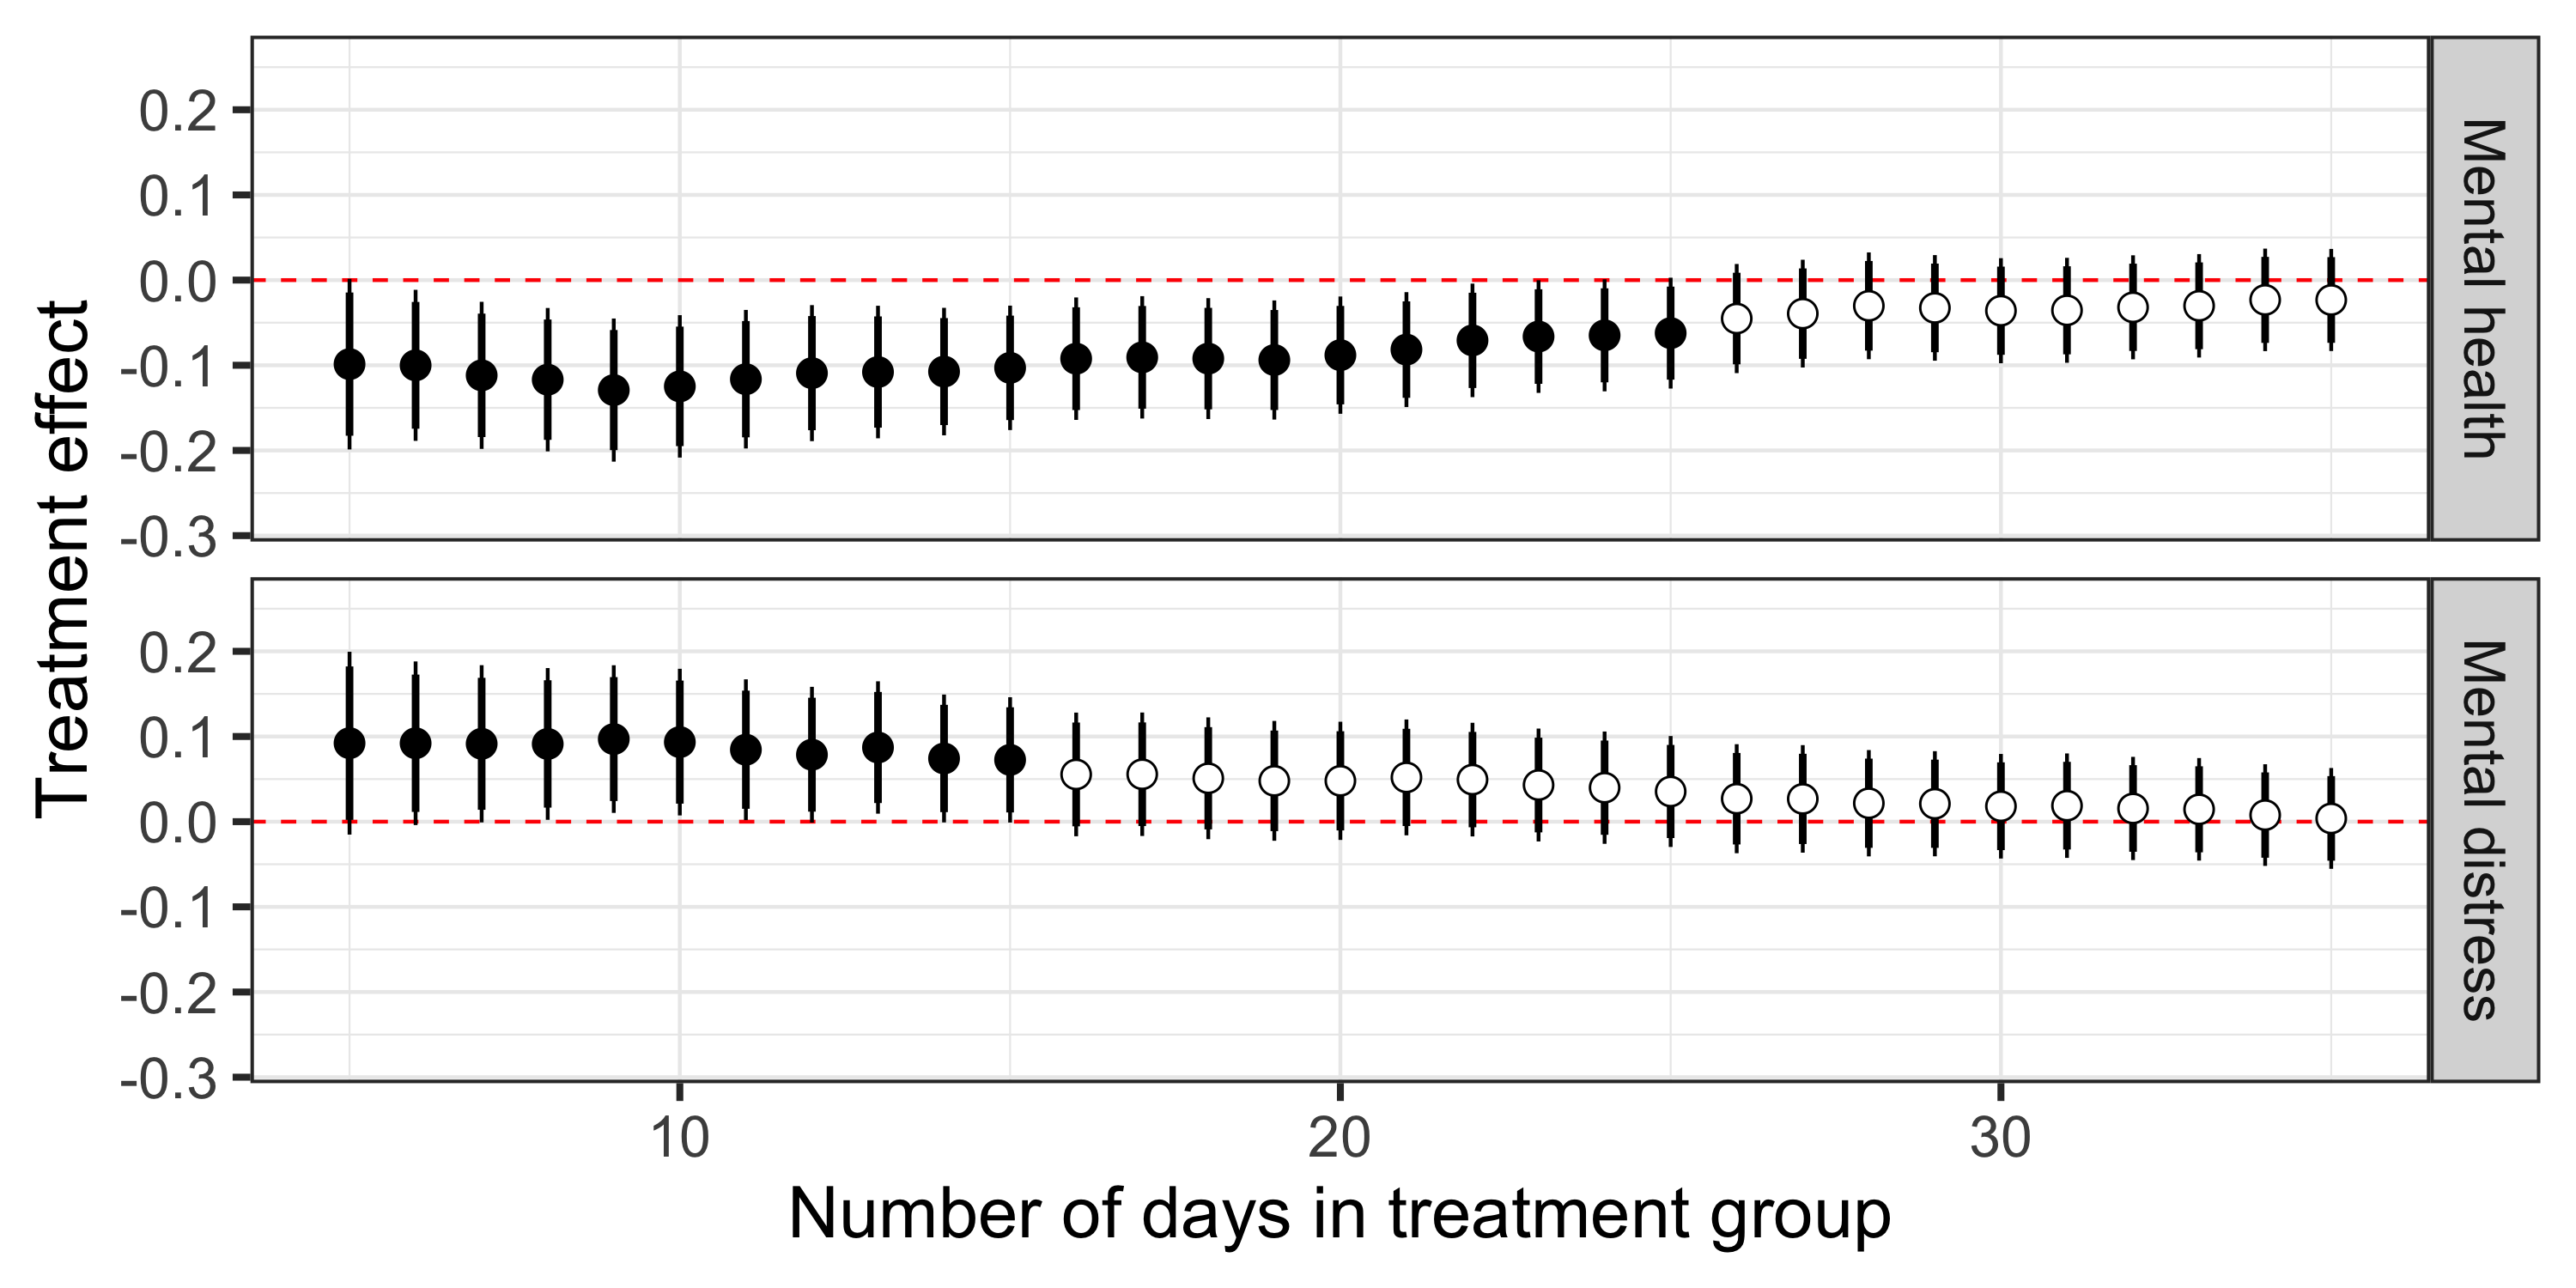 Treatment effect
0.2
0.1
0.0
-0.1
-0.2
-0.3
Mental health
0.2
0.1
0.0
-0.1
-0.2
-0.3
Mental distress
10 20 30
Number of days in treatment group